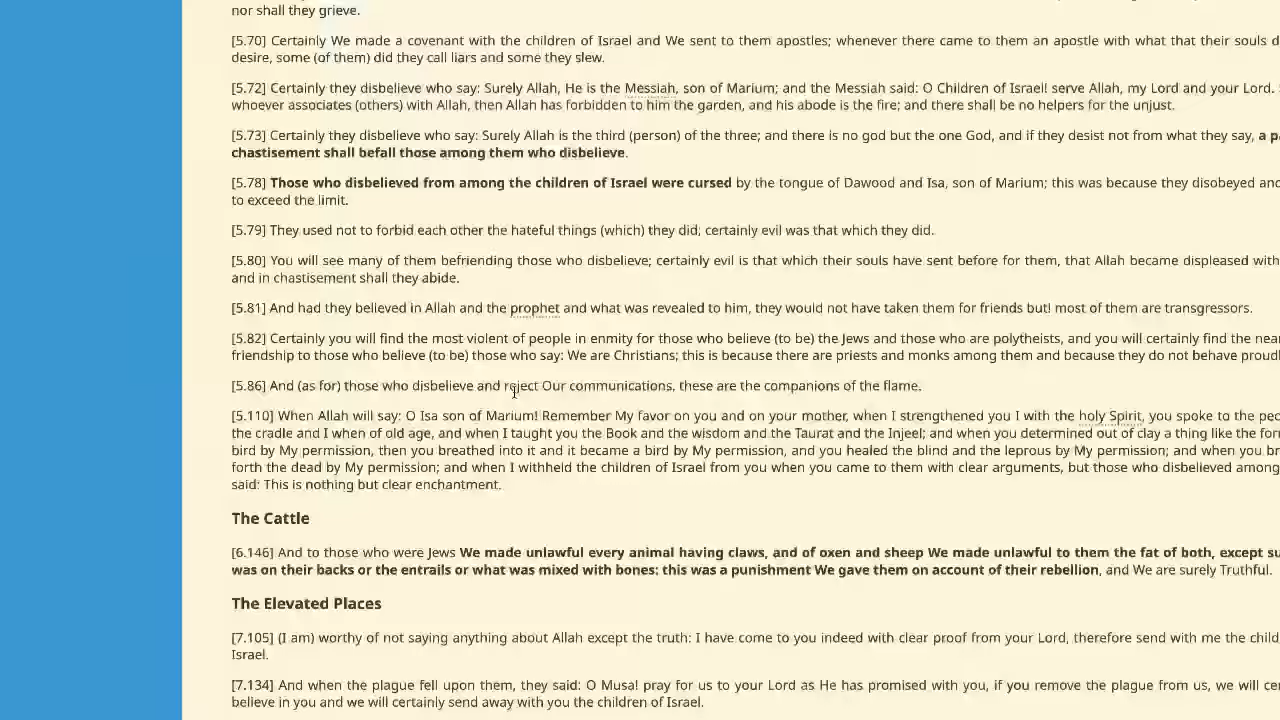 nor shall they grieve.
[5.70] Certainly We made a covenant with the children of Israel and We sent to them apostles; whenever there came to them an apostle with what that their souls d
desire, some (of them) did they call liars and some they slew.
[5.72] Certainly they disbelieve who say: Surely Allah, He is the Messiah, son of Marium; and the Messiah said: O Children of Israel! serve Allah, my Lord and your Lord.
whoever associates (others) with Allah, then Allah has forbidden to him the garden, and his abode is the fire; and there shall be no helpers for the unjust.
[5.73] Certainly they disbelieve who say: Surely Allah is the third (person) of the three; and there is no god but the one God, and if they desist not from what they say, a pa
chastisement shall befall those among them who disbelieve.
[5.78] Those who disbelieved from among the children of Israel were cursed by the tongue of Dawood and Isa, son of Marium; this was because they disobeyed and
to exceed the limit.
[5.79] They used not to forbid each other the hateful things (which) they did; certainly evil was that which they did.
[5.80] You will see many of them befriending those who disbelieve; certainly evil is that which their souls have sent before for them, that Allah became displeased with
and in chastisement shall they abide.
[5.81] And had they believed in Allah and the prophet and what was revealed to him, they would not have taken them for friends but! most of them are transgressors.
[5.82] Certainly you will find the most violent of people in enmity for those who believe (to be) the Jews and those who are polytheists, and you will certainly find the nea
friendship to those who believe (to be) those who say: We are Christians; this is because there are priests and monks among them and because they do not behave proudl
[5.86] And (as for) those who disbelieve and reject Our communications, these are the companions of the flame.
[5.110] When Allah will say: O Isa son of Marium! Remember My favor on you and on your mother, when I strengthened you I with the holy Spirit, you spoke to the peo
the cradle and I when of old age, and when I taught you the Book and the wisdom and the Taurat and the Injeel; and when you determined out of clay a thing like the for
bird by My permission, then you breathed into it and it became a bird by My permission, and you healed the blind and the leprous by My permission; and when you br
forth the dead by My permission; and when I withheld the children of Israel from you when you came to them with clear arguments, but those who disbelieved among
said: This is nothing but clear enchantment.
The Cattle
[6.146] And to those who were Jews We made unlawful every animal having claws, and of oxen and sheep We made unlawful to them the fat of both, except su
was on their backs or the entrails or what was mixed with bones: this was a punishment We gave them on account of their rebellion, and We are surely Truthful.
The Elevated Places
[7.105] (I am) worthy of not saying anything about Allah except the truth: I have come to you indeed with clear proof from your Lord, therefore send with me the child
Israel.
[7.134] And when the plague fell upon them, they said: O Musa! pray for us to your Lord as He has promised with you, if you remove the plague from us, we will cer
believe in you and we will certainly send away with you the children of Israel.